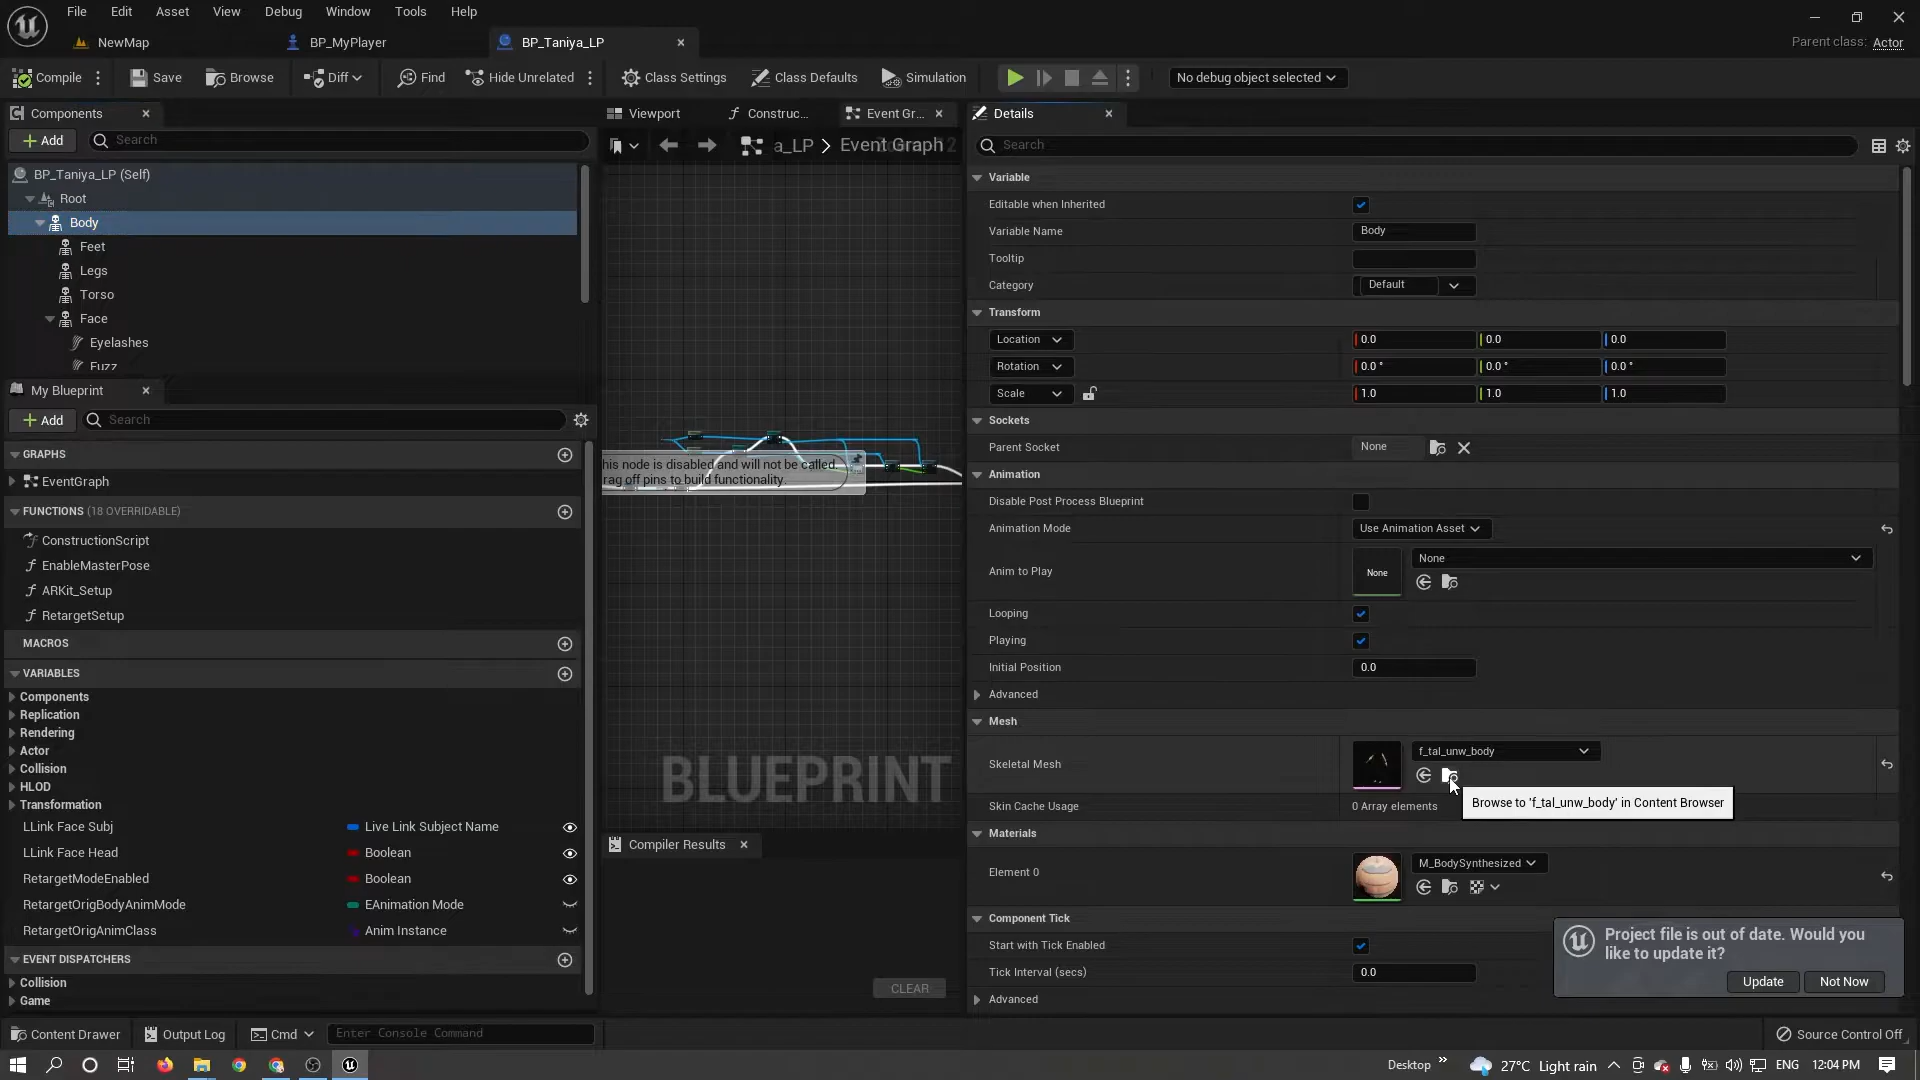 File Edit Asset View Debug Window Tools Help
NewMap BP_MyPlayer BP_Taniya_LP
Parent class: Actor
Compile Save Browse Diff Find Hide Unrelated Class Settings Class Defaults Simulation No debug object selected
Components
Add Search
BP_Taniya_LP (Self)
Root
Body
Feet
Legs
Torso
Face
Eyelashes
Fuzz
My Blueprint
Add Search
GRAPHS
EventGraph
FUNCTIONS (18 OVERRIDABLE)
ConstructionScript
EnableMasterPose
ARKit_Setup
RetargetSetup
MACROS
VARIABLES
Components
Replication
Rendering
Actor
Collision
HLOD
Transformation
LLink Face Subj Live Link Subject Name
LLink Face Head Boolean
RetargetModeEnabled Boolean
RetargetOrigBodyAnimMode EAnimation Mode
RetargetOrigAnimClass Anim Instance
EVENT DISPATCHERS
Collision
Game
Viewport Construc... Event Gr...
a_LP > Event Graph
his node is disabled and will not be called.
rag off pins to build functionality.
BLUEPRINT
Compiler Results
CLEAR
Details
Search
Variable
Editable when Inherited
Variable Name Body
Tooltip
Category Default
Transform
Location 0.0 0.0 0.0
Rotation 0.0 ° 0.0 ° 0.0 °
Scale 1.0 1.0 1.0
Sockets
Parent Socket None
Animation
Disable Post Process Blueprint
Animation Mode Use Animation Asset
Anim to Play None None
Looping
Playing
Initial Position 0.0
Advanced
Mesh
Skeletal Mesh f_tal_unw_body
Browse to 'f_tal_unw_body' in Content Browser
Skin Cache Usage 0 Array elements
Materials
Element 0 M_BodySynthesized
Component Tick
Start with Tick Enabled
Tick Interval (secs) 0.0
Advanced
Project file is out of date. Would you
like to update it?
Update Not Now
Content Drawer Output Log Cmd Enter Console Command Source Control Off
Desktop 27°C Light rain ENG 12:04 PM